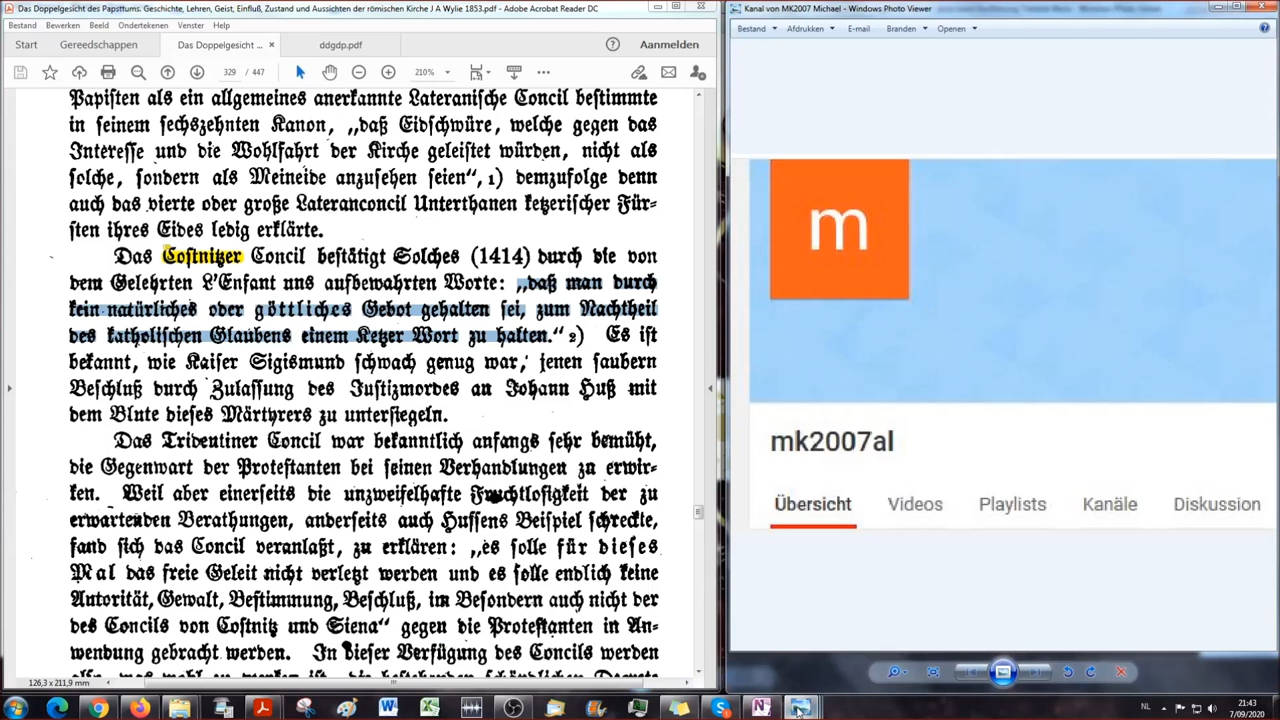 Das Doppelgesicht des Papsttums. Geschichte, Lehren, Geist, Einfluß, Zustand und Aussichten der römischen Kirche J A Wylie 1853.pdf - Adobe Acrobat Reader DC
Bestand Bewerken Beeld Ondertekenen Venster Help
Start Gereedschappen Das Doppelgesicht ... × ddgdp.pdf Anmelden
329 / 447 210%
Papisten als ein allgemeines anerkannte Lateranische Concil bestimmte
in seinem sechszehnten Kanon, „daß Eidschwüre, welche gegen das
Interesse und die Wohlfahrt der Kirche geleistet würden, nicht als
solche, sondern als Meineide anzusehen seien“, 1) demzufolge denn
auch das vierte oder große Lateranconcil Unterthanen ketzerischer Für-
sten ihres Eides ledig erklärte.
Das Costnitzer Concil bestätigt Solches (1414) durch die von
dem Gelehrten L'Enfant uns aufbewahrten Worte: „daß man durch
kein natürliches oder göttliches Gebot gehalten sei, zum Nachtheil
des katholischen Glaubens einem Ketzer Wort zu halten.“ 2) Es ist
bekannt, wie Kaiser Sigismund schwach genug war, jenen saubern
Beschluß durch Zulassung des Justizmordes an Johann Huß mit
dem Blute dieses Märtyrers zu untersiegeln.
Das Tridentiner Concil war bekanntlich anfangs sehr bemüht,
die Gegenwart der Protestanten bei seinen Verhandlungen zu erwir-
ken. Weil aber einerseits die unzweifelhafte Fruchtlosigkeit der zu
erwartenden Berathungen, anderseits auch Hussens Beispiel schreckte,
fand sich das Concil veranlaßt, zu erklären: „es solle für dieses
Mal das freie Geleit nicht verletzt werden und es solle endlich keine
Autorität, Gewalt, Bestimmung, Beschluß, im Besondern auch nicht der
des Concils von Costnitz und Siena“ gegen die Protestanten in An-
wendung gebracht werden. In dieser Verfügung des Concils werden
126,3 x 211,9 mm
Kanal von MK2007 Michael - Windows Photo Viewer
Bestand Afdrukken E-mail Branden Openen
m
mk2007al
Übersicht Videos Playlists Kanäle Diskussion
NL 21:43
7/09/2020